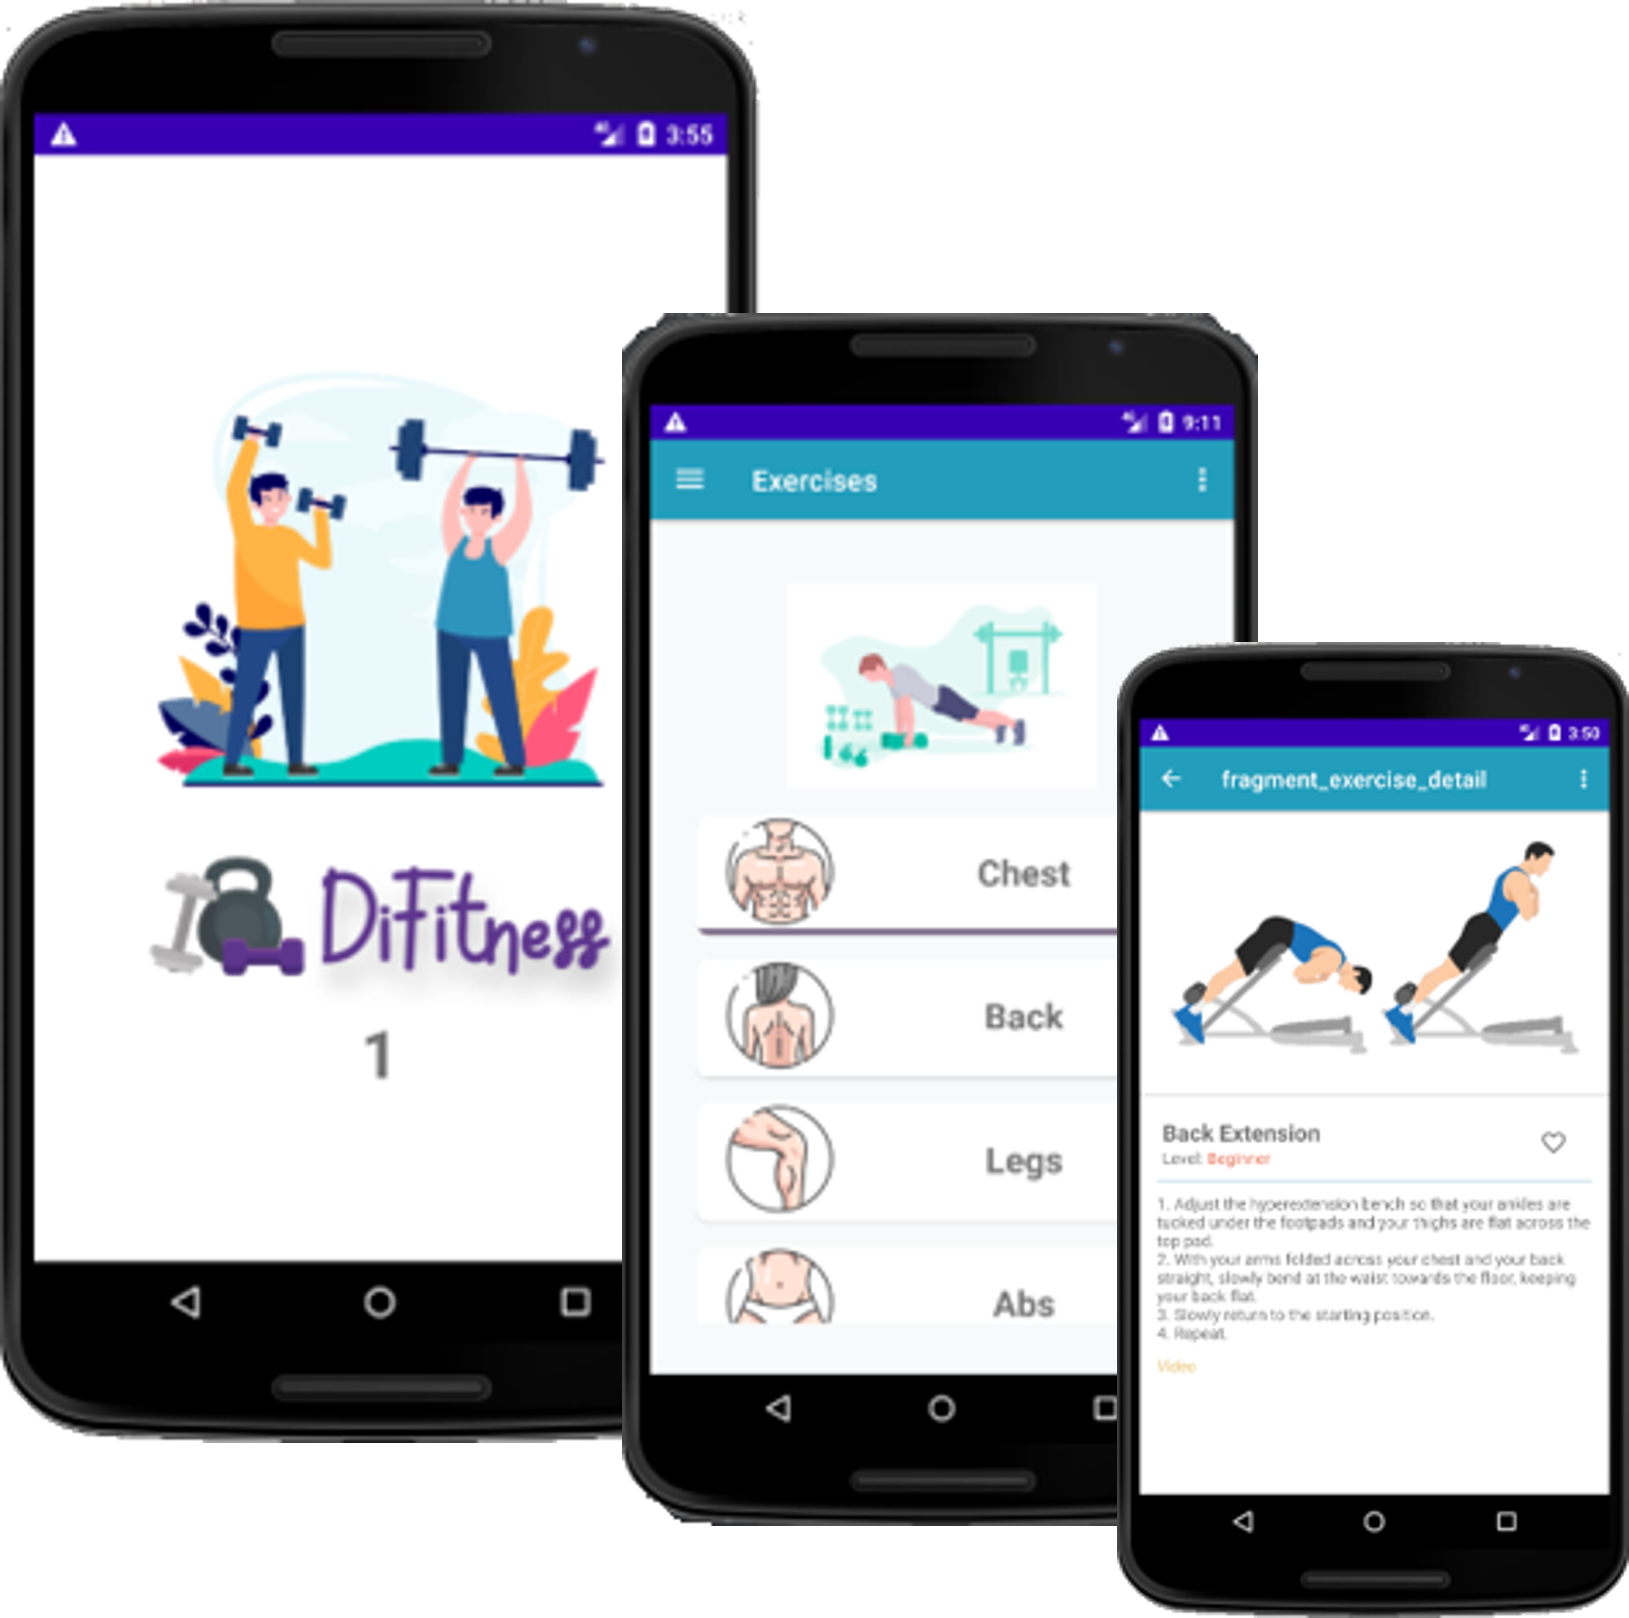 3:55
DiFitness
1
9:11
Exercises
Chest
Back
Legs
Abs
3:50
fragment_exercise_detail
Back Extension
Level: Beginner
1. Adjust the hyperextension bench so that your ankles are
tucked under the footpads and your thighs are flat across the
top pad.
2. With your arms folded across your chest and your back
straight, slowly bend at the waist towards the floor, keeping
your back flat.
3. Slowly return to the starting position.
4. Repeat.
Video